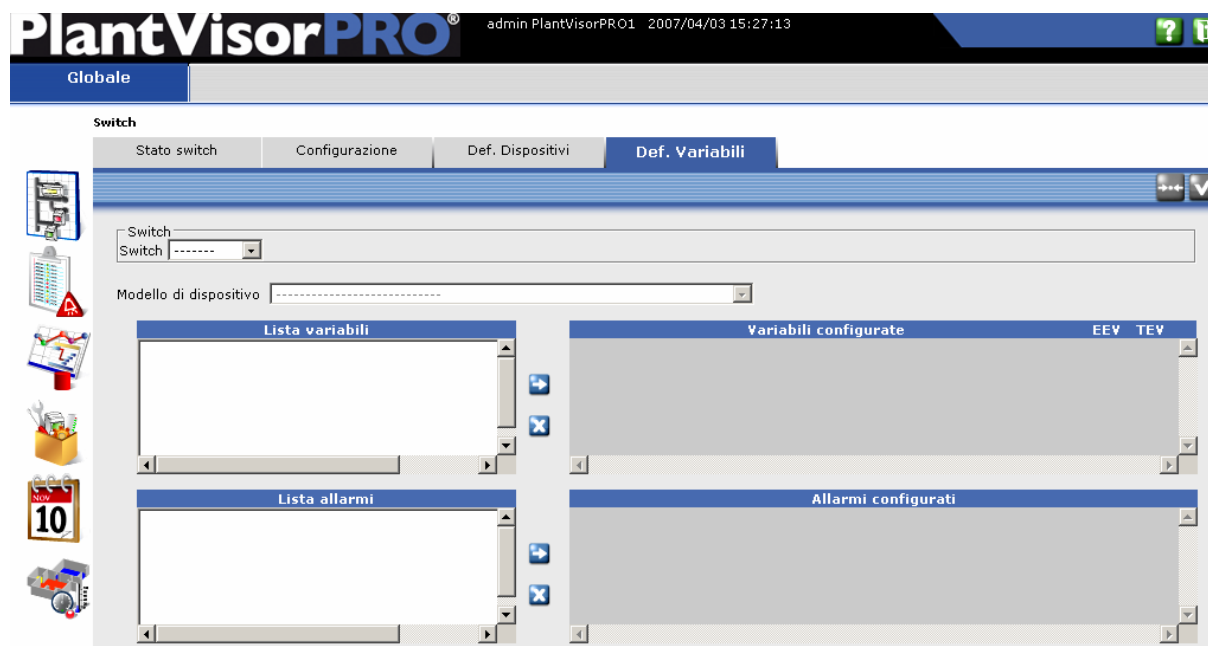 PlantVisorPRO® admin PlantVisorPRO1 2007/04/03 15:27:13
Globale
Switch
Stato switch Configurazione Def. Dispositivi Def. Variabili
Switch
Switch -------
Modello di dispositivo --------------------------
Lista variabili Variabili configurate EEV TEV
Lista allarmi Allarmi configurati
NOV
10